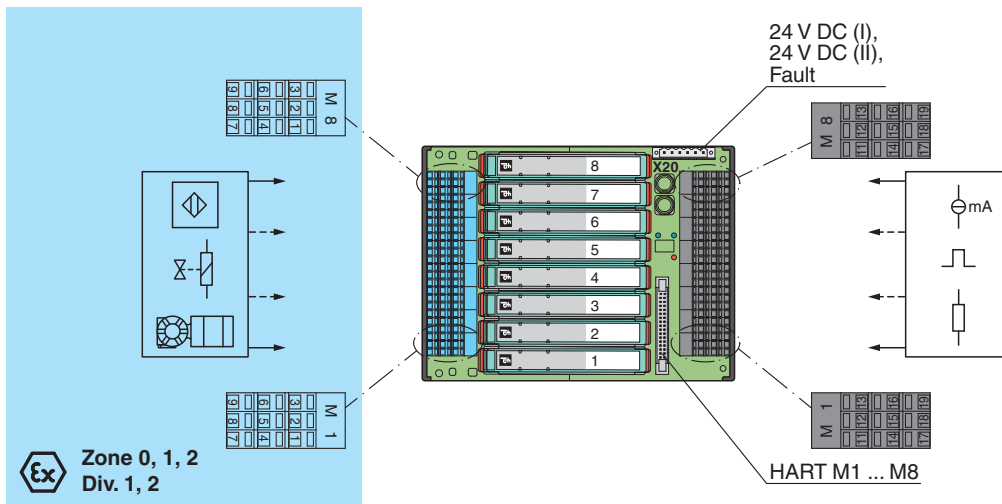 24 V DC (I),
24 V DC (II),
Fault
9 6 3
8 5 2
7 4 1
M 8
M 8
13 16 19
12 15 18
11 14 17
X20
8
7
6
5
4
3
2
1
mA
9 6 3
8 5 2
7 4 1
M 1
M 1
13 16 19
12 15 18
11 14 17
HART M1 ... M8
Ex
Zone 0, 1, 2
Div. 1, 2